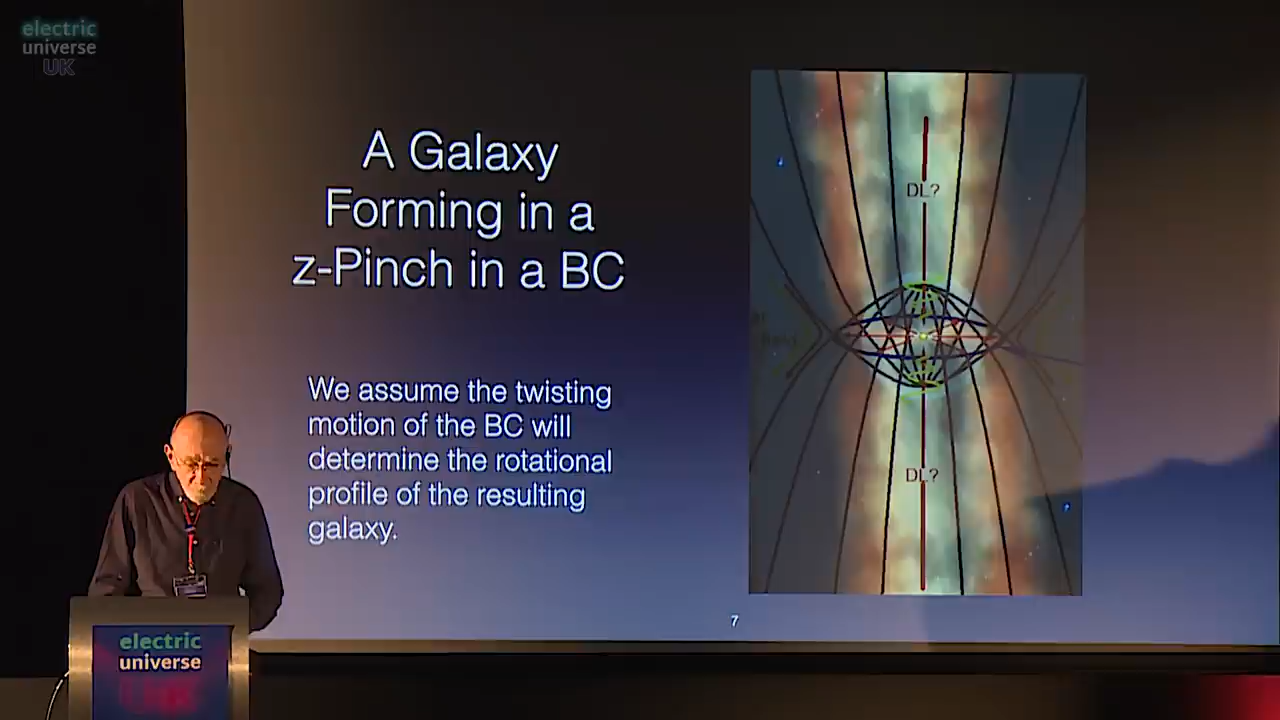 electric
universe
UK
A Galaxy
Forming in a
z-Pinch in a BC
We assume the twisting
motion of the BC will
determine the rotational
profile of the resulting
galaxy.
DL?
DL?
7
electric
universe
UK